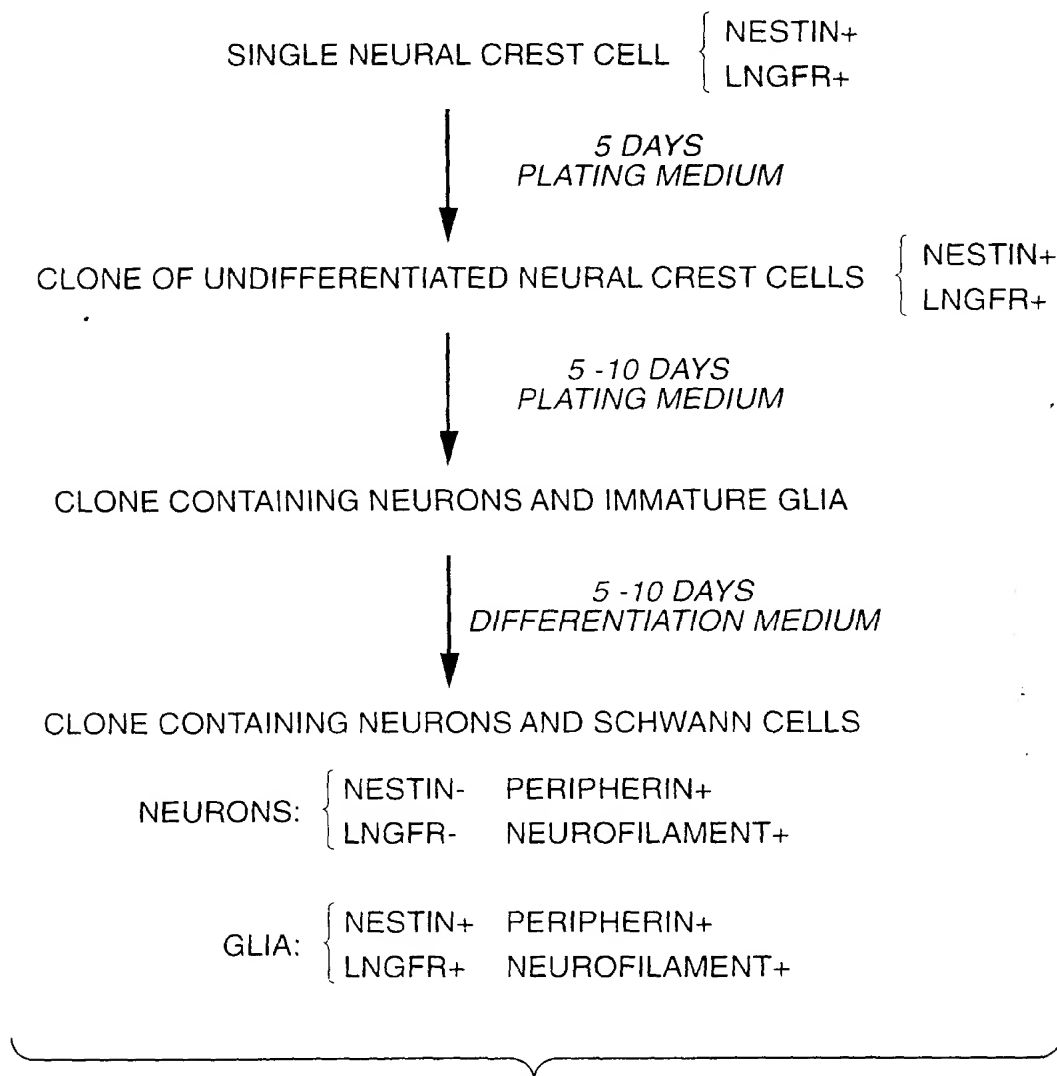 SINGLE NEURAL CREST CELL
NESTIN+
LNGFR+
5 DAYS
PLATING MEDIUM
CLONE OF UNDIFFERENTIATED NEURAL CREST CELLS
NESTIN+
LNGFR+
5 -10 DAYS
PLATING MEDIUM
CLONE CONTAINING NEURONS AND IMMATURE GLIA
5 -10 DAYS
DIFFERENTIATION MEDIUM
CLONE CONTAINING NEURONS AND SCHWANN CELLS
NEURONS:
NESTIN- PERIPHERIN+
LNGFR- NEUROFILAMENT+
GLIA:
NESTIN+ PERIPHERIN+
LNGFR+ NEUROFILAMENT+